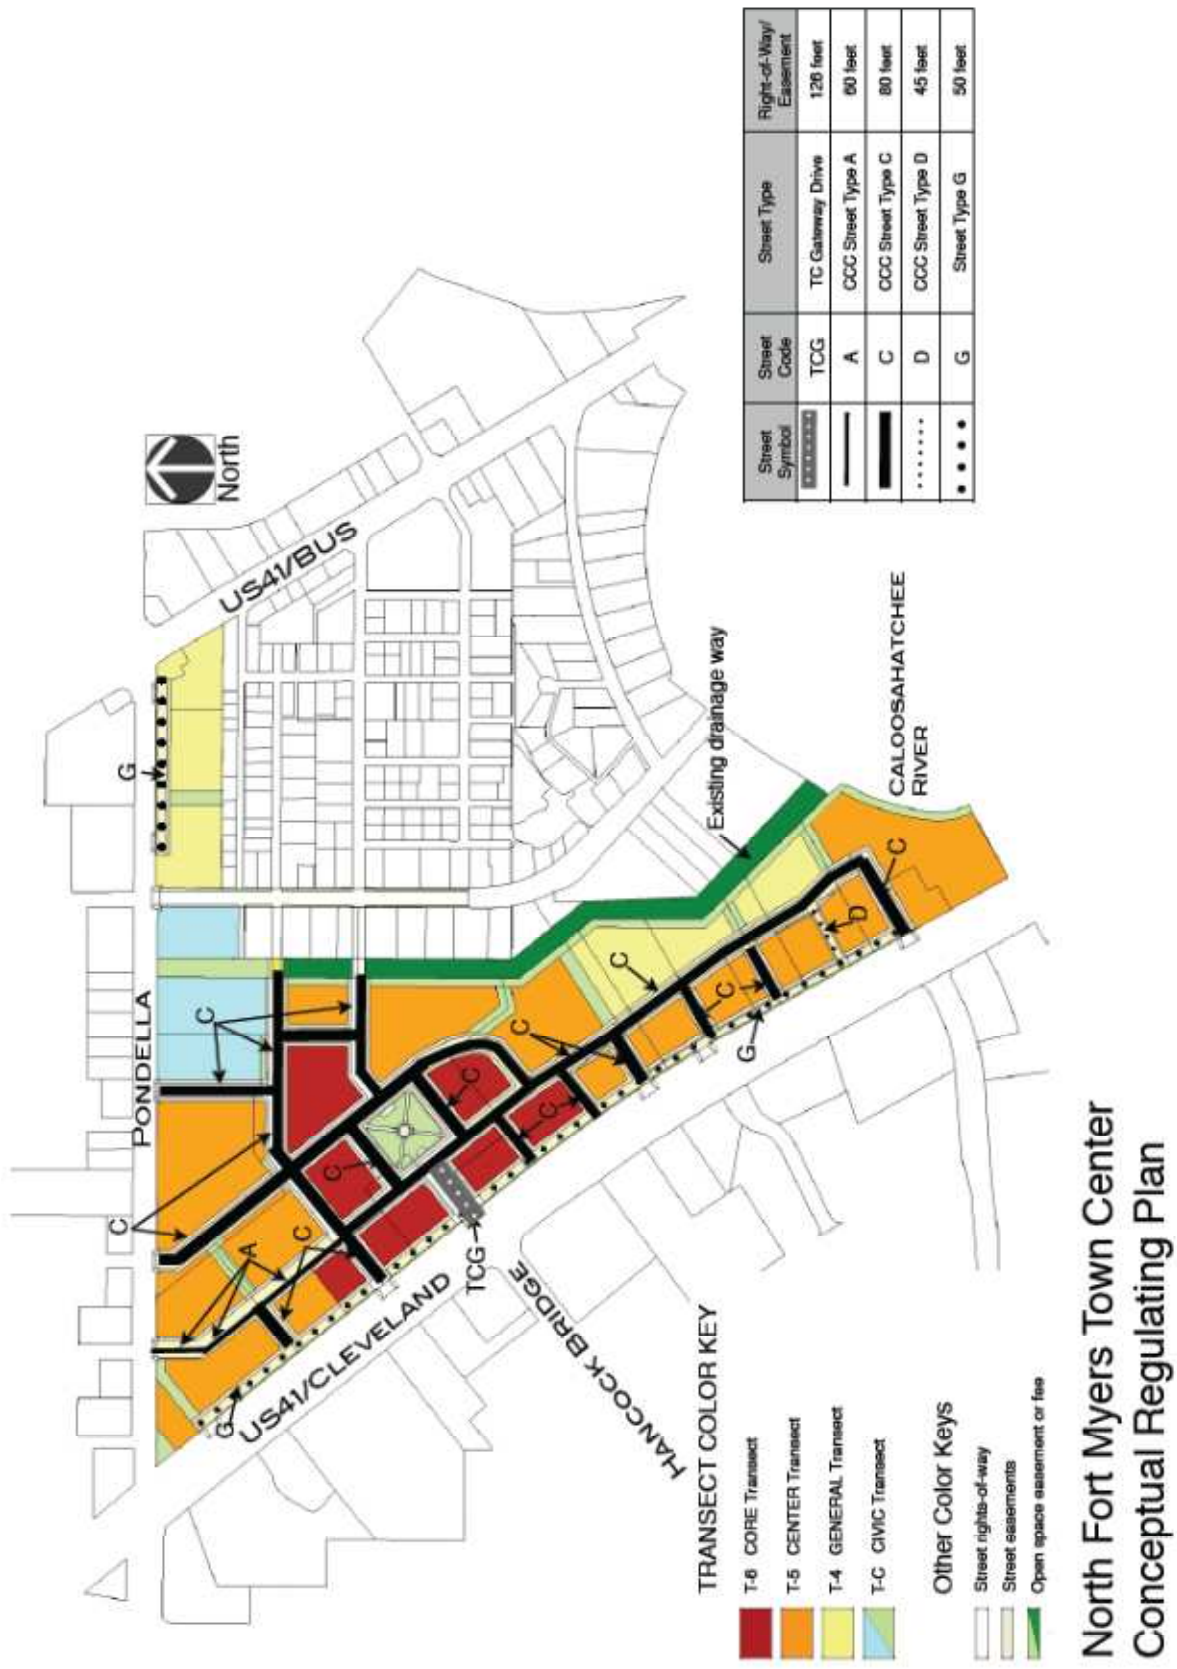 North
PONDELLA
US41/BUS
G
C
C
A
C
C
C
C
C
C
C
C
C
D
G
G
TCG
US41/CLEVELAND
HANCOCK BRIDGE
Existing drainage way
CALOOSAHATCHEE
RIVER
TRANSECT COLOR KEY
T-6 CORE Transect
T-5 CENTER Transect
T-4 GENERAL Transect
T-C CIVIC Transect
Other Color Keys
Street rights-of-way
Street easements
Open space easement or fee
Street Symbol Street Code Street Type Right-of-Way/ Easement
TCG TC Gateway Drive 126 feet
A CCC Street Type A 60 feet
C CCC Street Type C 80 feet
D CCC Street Type D 45 feet
G Street Type G 50 feet
North Fort Myers Town Center
Conceptual Regulating Plan